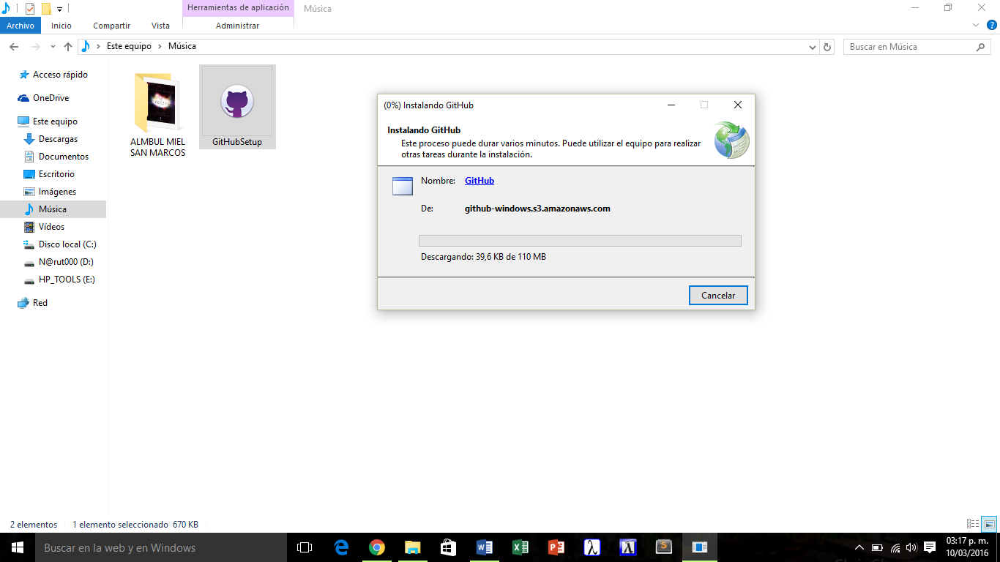 Herramientas de aplicación
Música
Archivo
Inicio
Compartir
Vista
Administrar
Este equipo
Música
Buscar en Música
Acceso rápido
OneDrive
Este equipo
Descargas
Documentos
Escritorio
Imágenes
Música
Vídeos
Disco local (C:)
N@rut000 (D:)
HP_TOOLS (E:)
Red
ALMBUL MIEL
SAN MARCOS
GitHubSetup
(0%) Instalando GitHub
Instalando GitHub
Este proceso puede durar varios minutos. Puede utilizar el equipo para realizar
otras tareas durante la instalación.
Nombre: GitHub
De: github-windows.s3.amazonaws.com
Descargando: 39,6 KB de 110 MB
Cancelar
2 elementos
1 elemento seleccionado 670 KB
Buscar en la web y en Windows
03:17 p. m.
10/03/2016